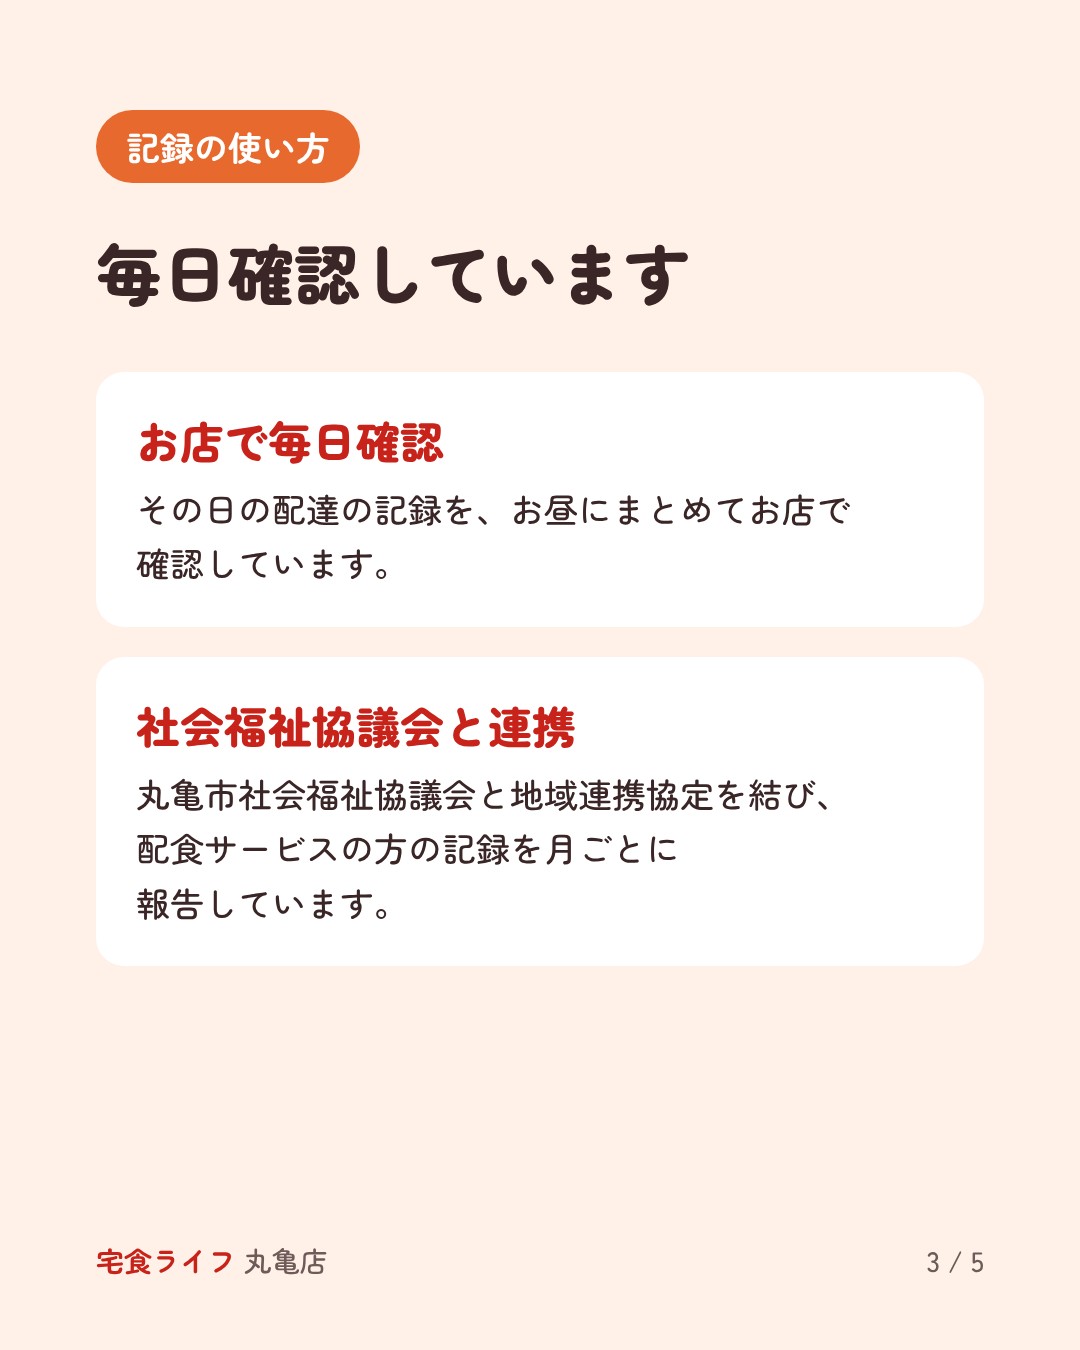 記録の使い方
毎日確認しています
お店で毎日確認
その日の配達の記録を、お昼にまとめてお店で
確認しています。
社会福祉協議会と連携
丸亀市社会福祉協議会と地域連携協定を結び、
配食サービスの方の記録を月ごとに
報告しています。
宅食ライフ 丸亀店
3 / 5